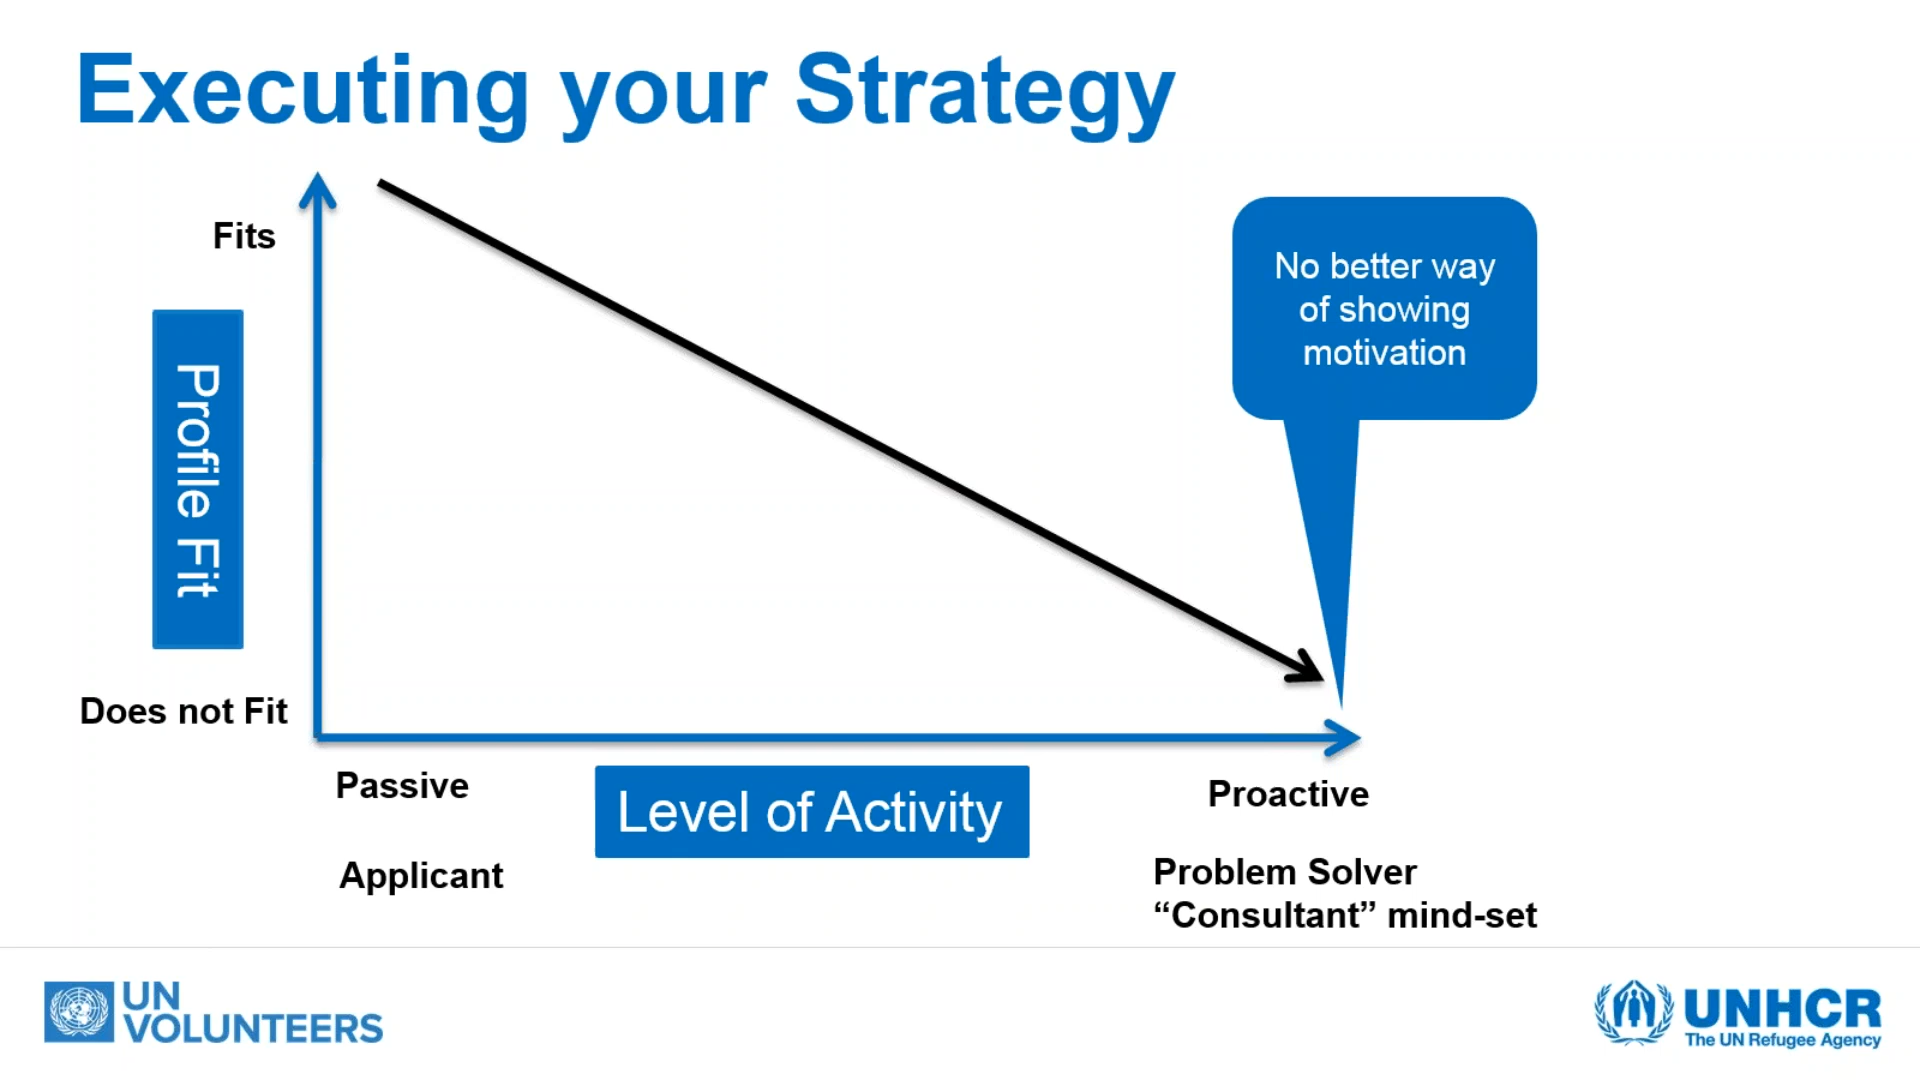 Executing your Strategy
Fits
No better way
of showing
motivation
Profile Fit
Does not Fit
Passive
Level of Activity
Proactive
Applicant
Problem Solver
“Consultant” mind-set
UN
VOLUNTEERS
UNHCR
The UN Refugee Agency